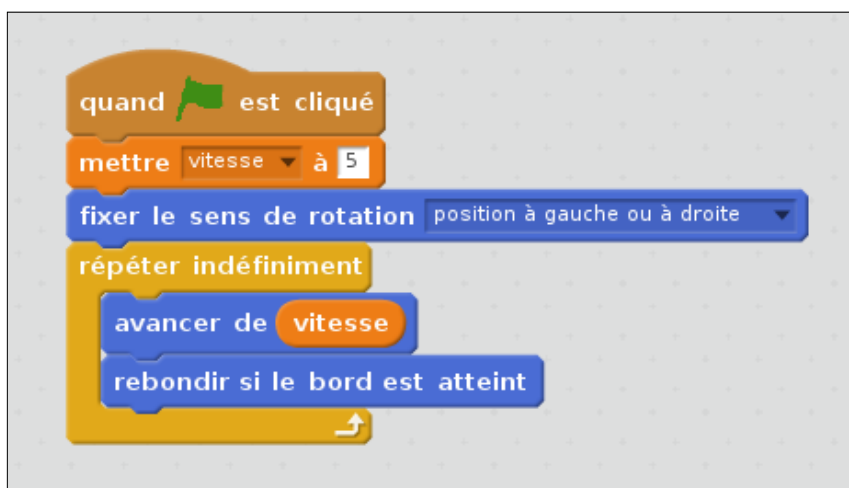 quand est cliqué
mettre vitesse à 5
fixer le sens de rotation position à gauche ou à droite
répéter indéfiniment
avancer de vitesse
rebondir si le bord est atteint